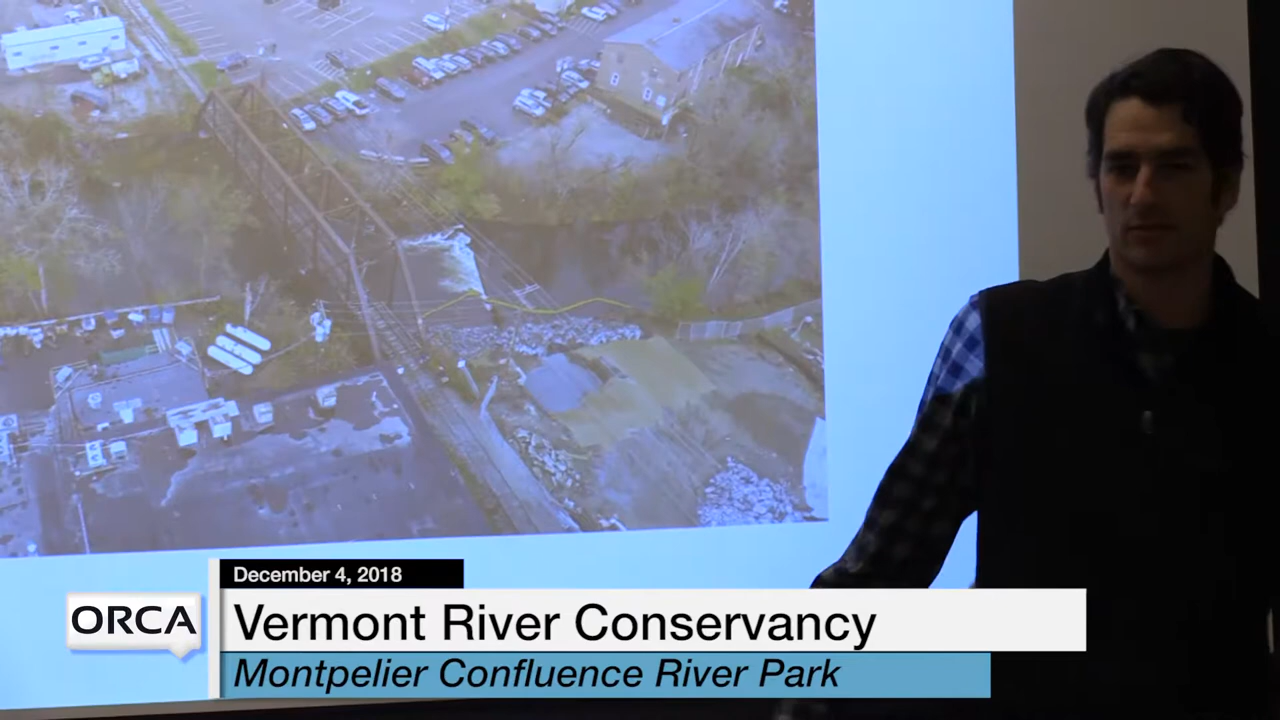 December 4, 2018
ORCA
Vermont River Conservancy
Montpelier Confluence River Park